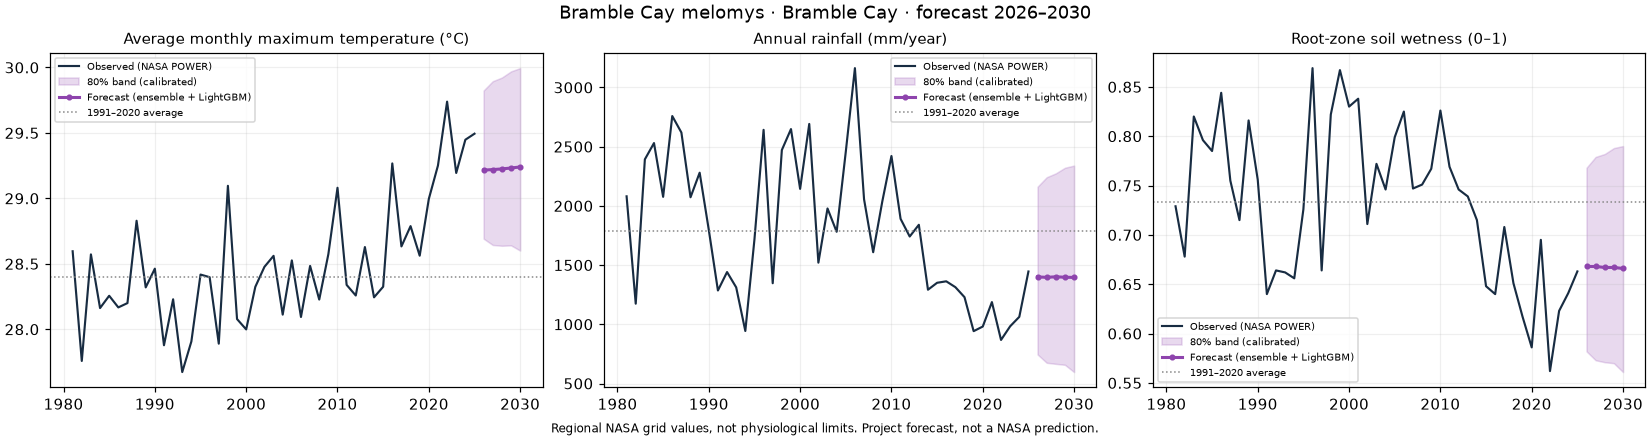 Bramble Cay melomys · Bramble Cay · forecast 2026–2030
Average monthly maximum temperature (°C)
30.0
29.5
29.0
28.5
28.0
Observed (NASA POWER)
80% band (calibrated)
Forecast (ensemble + LightGBM)
1991–2020 average
1980 1990 2000 2010 2020 2030
Annual rainfall (mm/year)
3000
2500
2000
1500
1000
500
Observed (NASA POWER)
80% band (calibrated)
Forecast (ensemble + LightGBM)
1991–2020 average
1980 1990 2000 2010 2020 2030
Root-zone soil wetness (0–1)
0.85
0.80
0.75
0.70
0.65
0.60
0.55
Observed (NASA POWER)
80% band (calibrated)
Forecast (ensemble + LightGBM)
1991–2020 average
1980 1990 2000 2010 2020 2030
Regional NASA grid values, not physiological limits. Project forecast, not a NASA prediction.